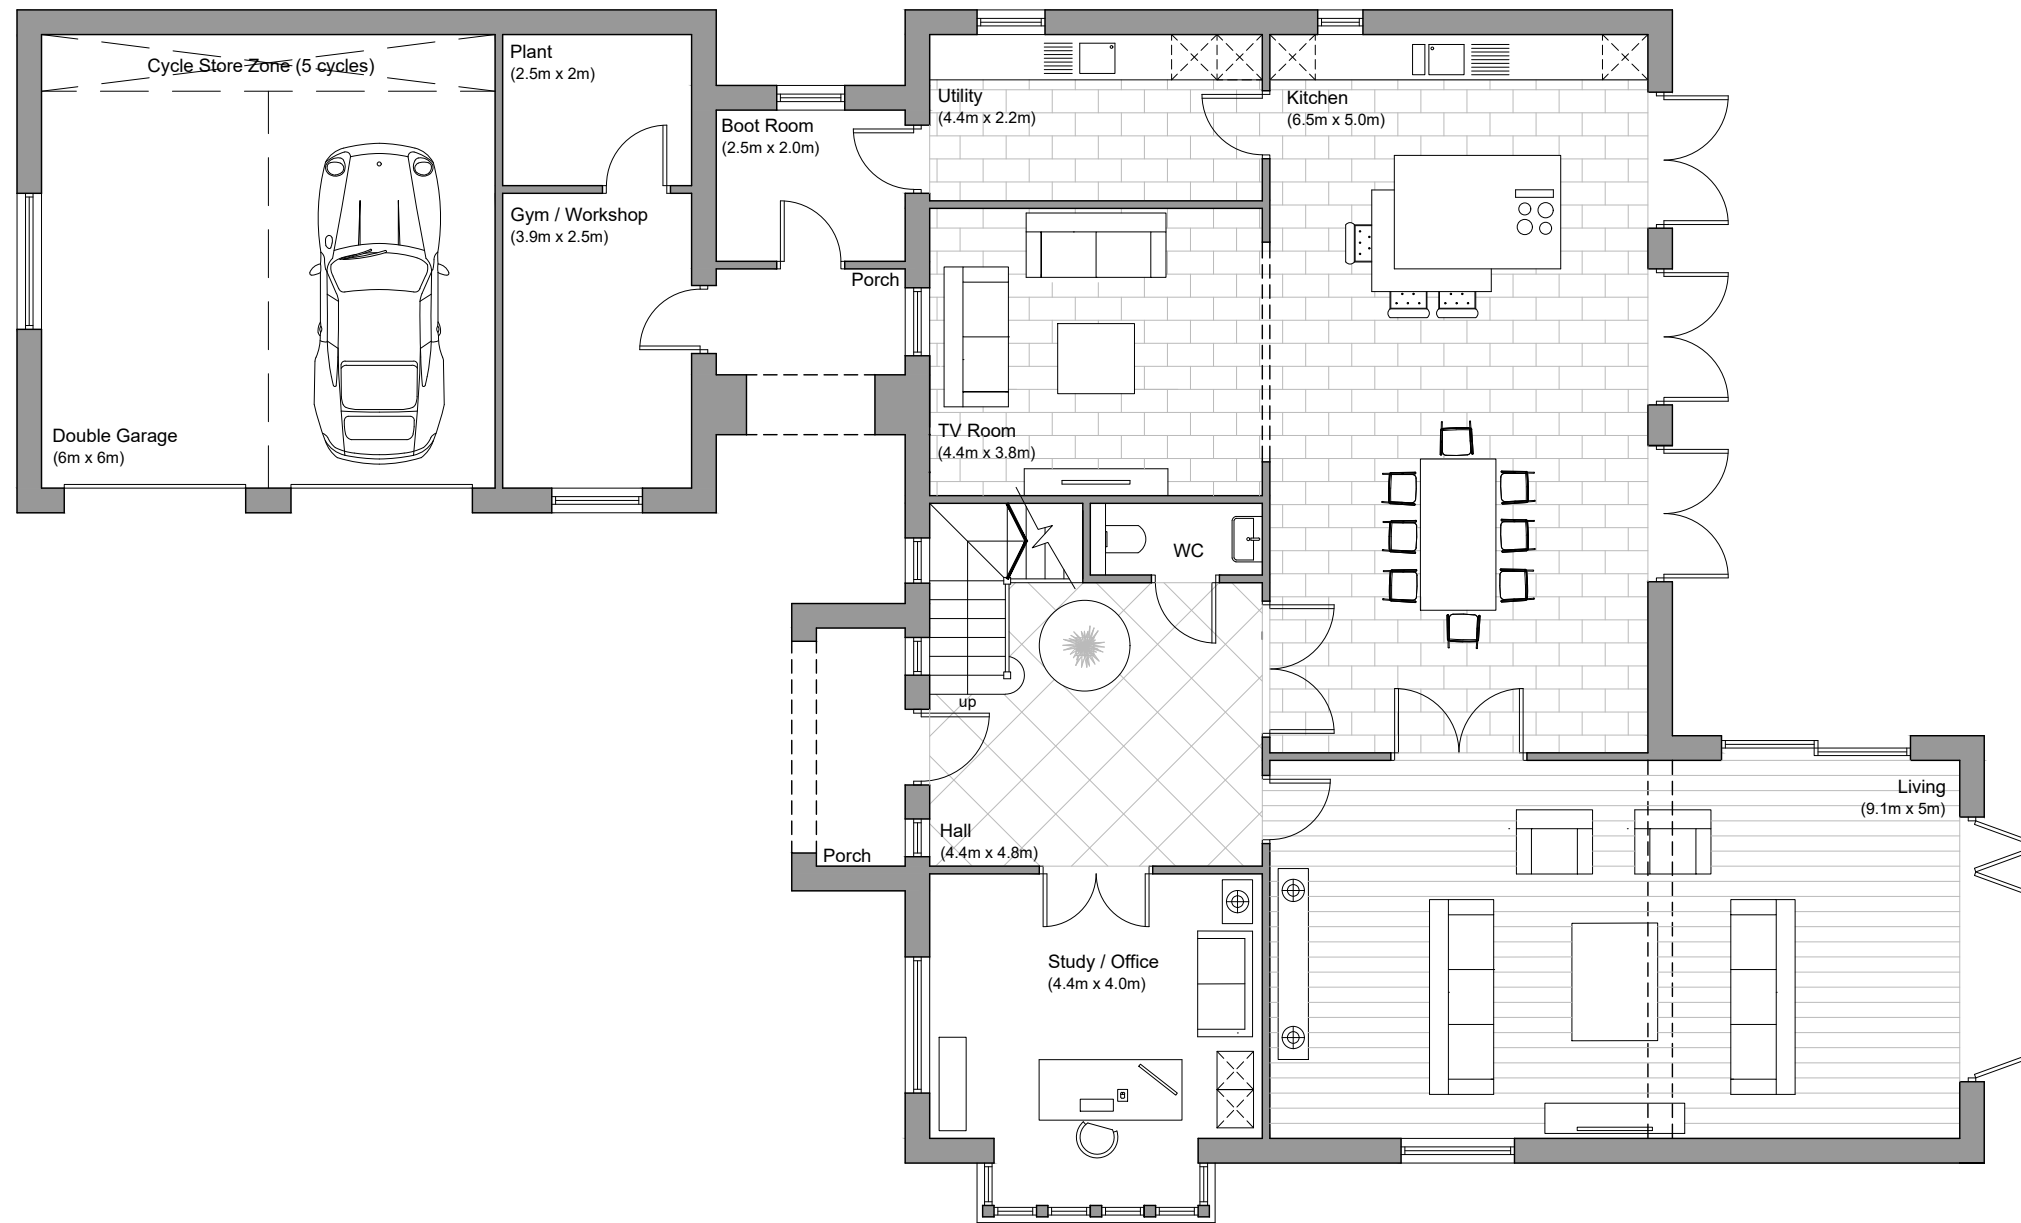 Cycle Store Zone (5 cycles)
Plant
(2.5m x 2m)
Utility
(4.4m x 2.2m)
Kitchen
(6.5m x 5.0m)
Boot Room
(2.5m x 2.0m)
Gym / Workshop
(3.9m x 2.5m)
Porch
Double Garage
(6m x 6m)
TV Room
(4.4m x 3.8m)
WC
up
Living
(9.1m x 5m)
Hall
(4.4m x 4.8m)
Porch
Study / Office
(4.4m x 4.0m)